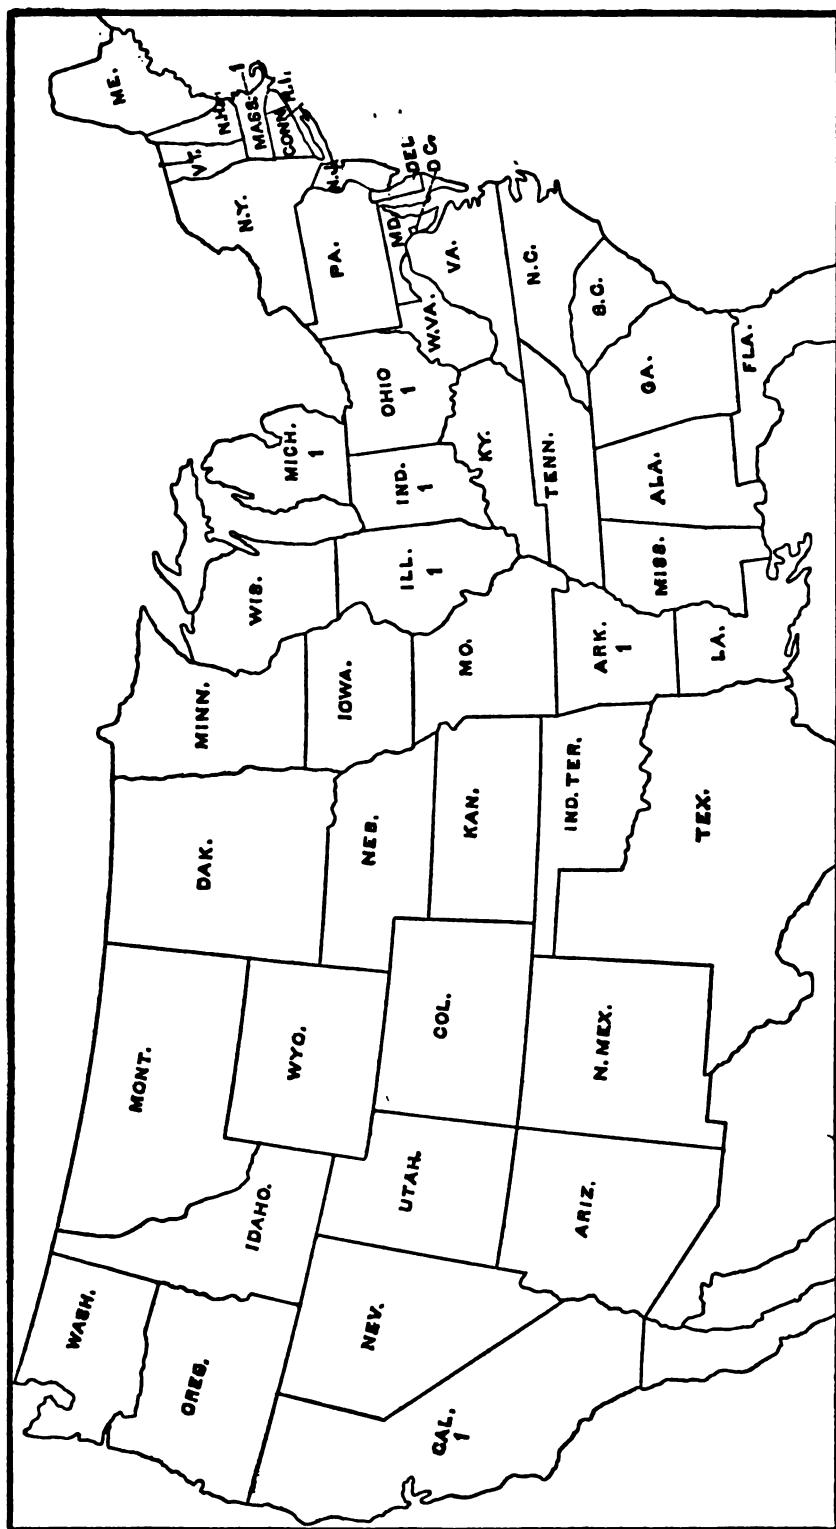 WASH.
OREG.
CAL.
1
NEV.
IDAHO.
MONT.
WYO.
UTAH.
ARIZ.
COL.
N.MEX.
DAK.
NEB.
KAN.
IND.TER.
TEX.
MINN.
IOWA.
MO.
ARK.
1
LA.
WIS.
ILL.
1
MICH.
1
IND.
1
OHIO
1
KY.
TENN.
MISS.
ALA.
GA.
FLA.
S.C.
N.C.
VA.
W.VA.
MD.
DEL
D.C.
PA.
N.J.
N.Y.
VT.
N.H.
MASS.
1
CONN.
R.I.
ME.